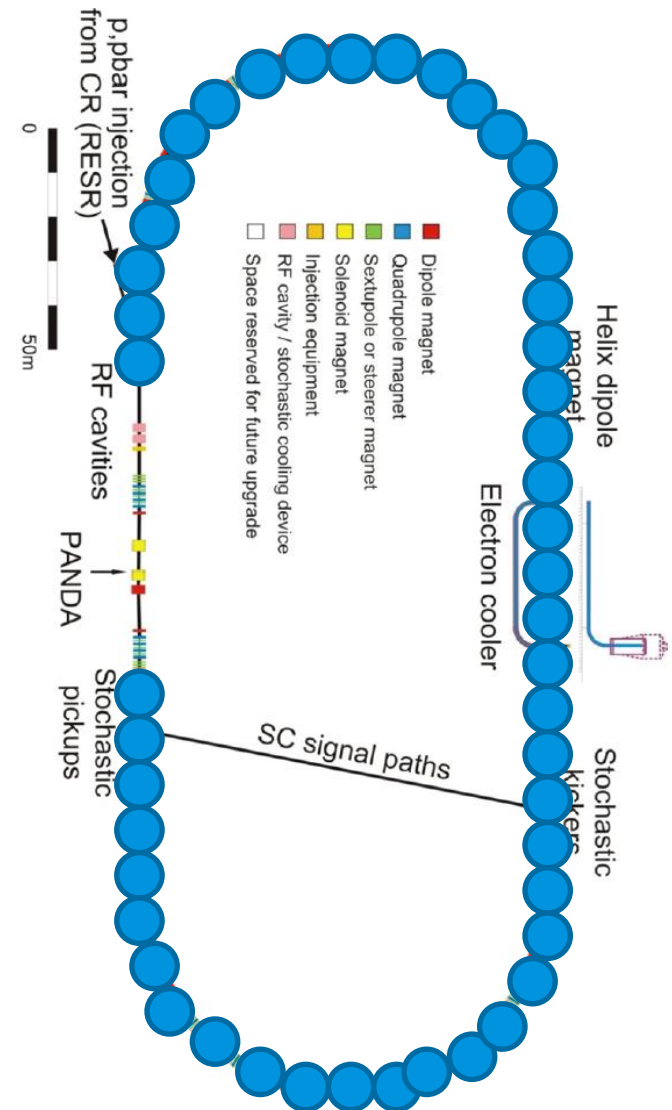 p,pbar injection
from CR (RESR)
0
50m
Dipole magnet
Quadrupole magnet
Sextupole or steerer magnet
Solenoid magnet
Injection equipment
RF cavity / stochastic cooling device
Space reserved for future upgrade
Helix dipole
magnet
Electron cooler
RF cavities
PANDA
Stochastic
pickups
SC signal paths
Stochastic
kickers